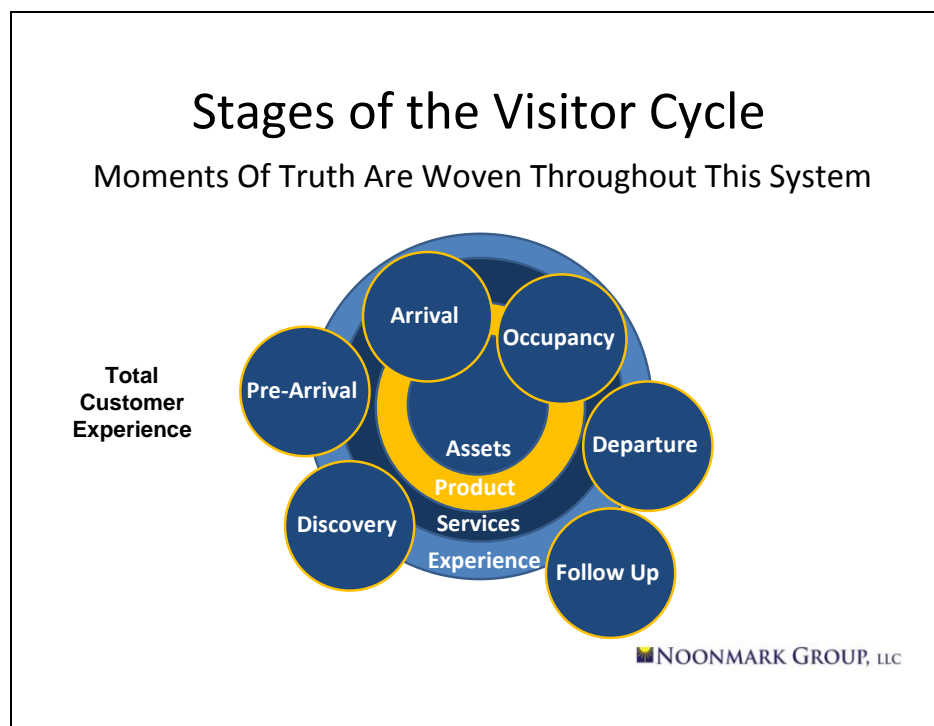 Stages of the Visitor Cycle
Moments Of Truth Are Woven Throughout This System
Total
Customer
Experience
Discovery
Pre-Arrival
Arrival
Occupancy
Departure
Follow Up
Assets
Product
Services
Experience
NOONMARK GROUP, LLC